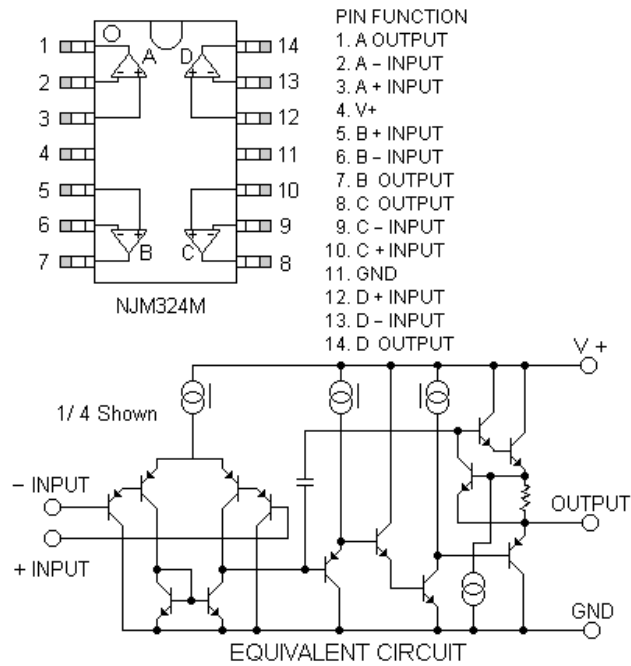 PIN FUNCTION
1. A OUTPUT
2. A – INPUT
3. A + INPUT
4. V+
5. B + INPUT
6. B – INPUT
7. B OUTPUT
8. C OUTPUT
9. C – INPUT
10. C + INPUT
11. GND
12. D + INPUT
13. D – INPUT
14. D OUTPUT
1
2
3
4
5
6
7
14
13
12
11
10
9
8
A
D
B
C
– +
+ –
– +
+ –
NJM324M
V +
1/ 4 Shown
– INPUT
+ INPUT
OUTPUT
GND
EQUIVALENT CIRCUIT